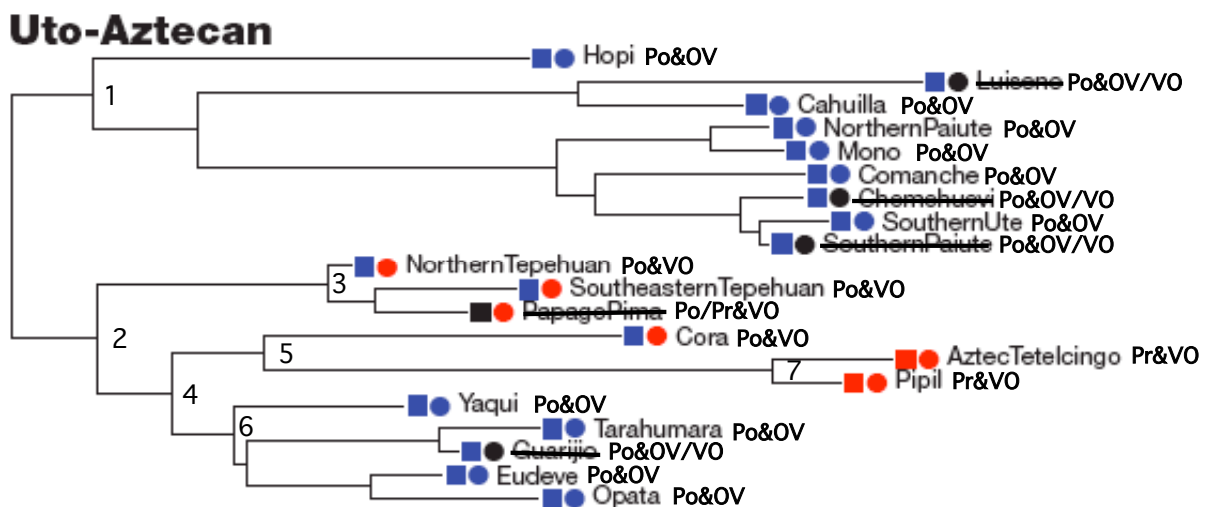 Uto-Aztecan
Hopi Po&OV
1
Luiseno Po&OV/VO
Cahuilla Po&OV
NorthernPaiute Po&OV
Mono Po&OV
Comanche Po&OV
Chemehuevi Po&OV/VO
SouthernUte Po&OV
SouthernPaiute Po&OV/VO
NorthernTepehuan Po&VO
3
SoutheasternTepehuan Po&VO
PapagoPima Po/Pr&VO
2
Cora Po&VO
5
AztecTetelcingo Pr&VO
7
Pipil Pr&VO
4
Yaqui Po&OV
6
Tarahumara Po&OV
Guarijio Po&OV/VO
Eudeve Po&OV
Opata Po&OV